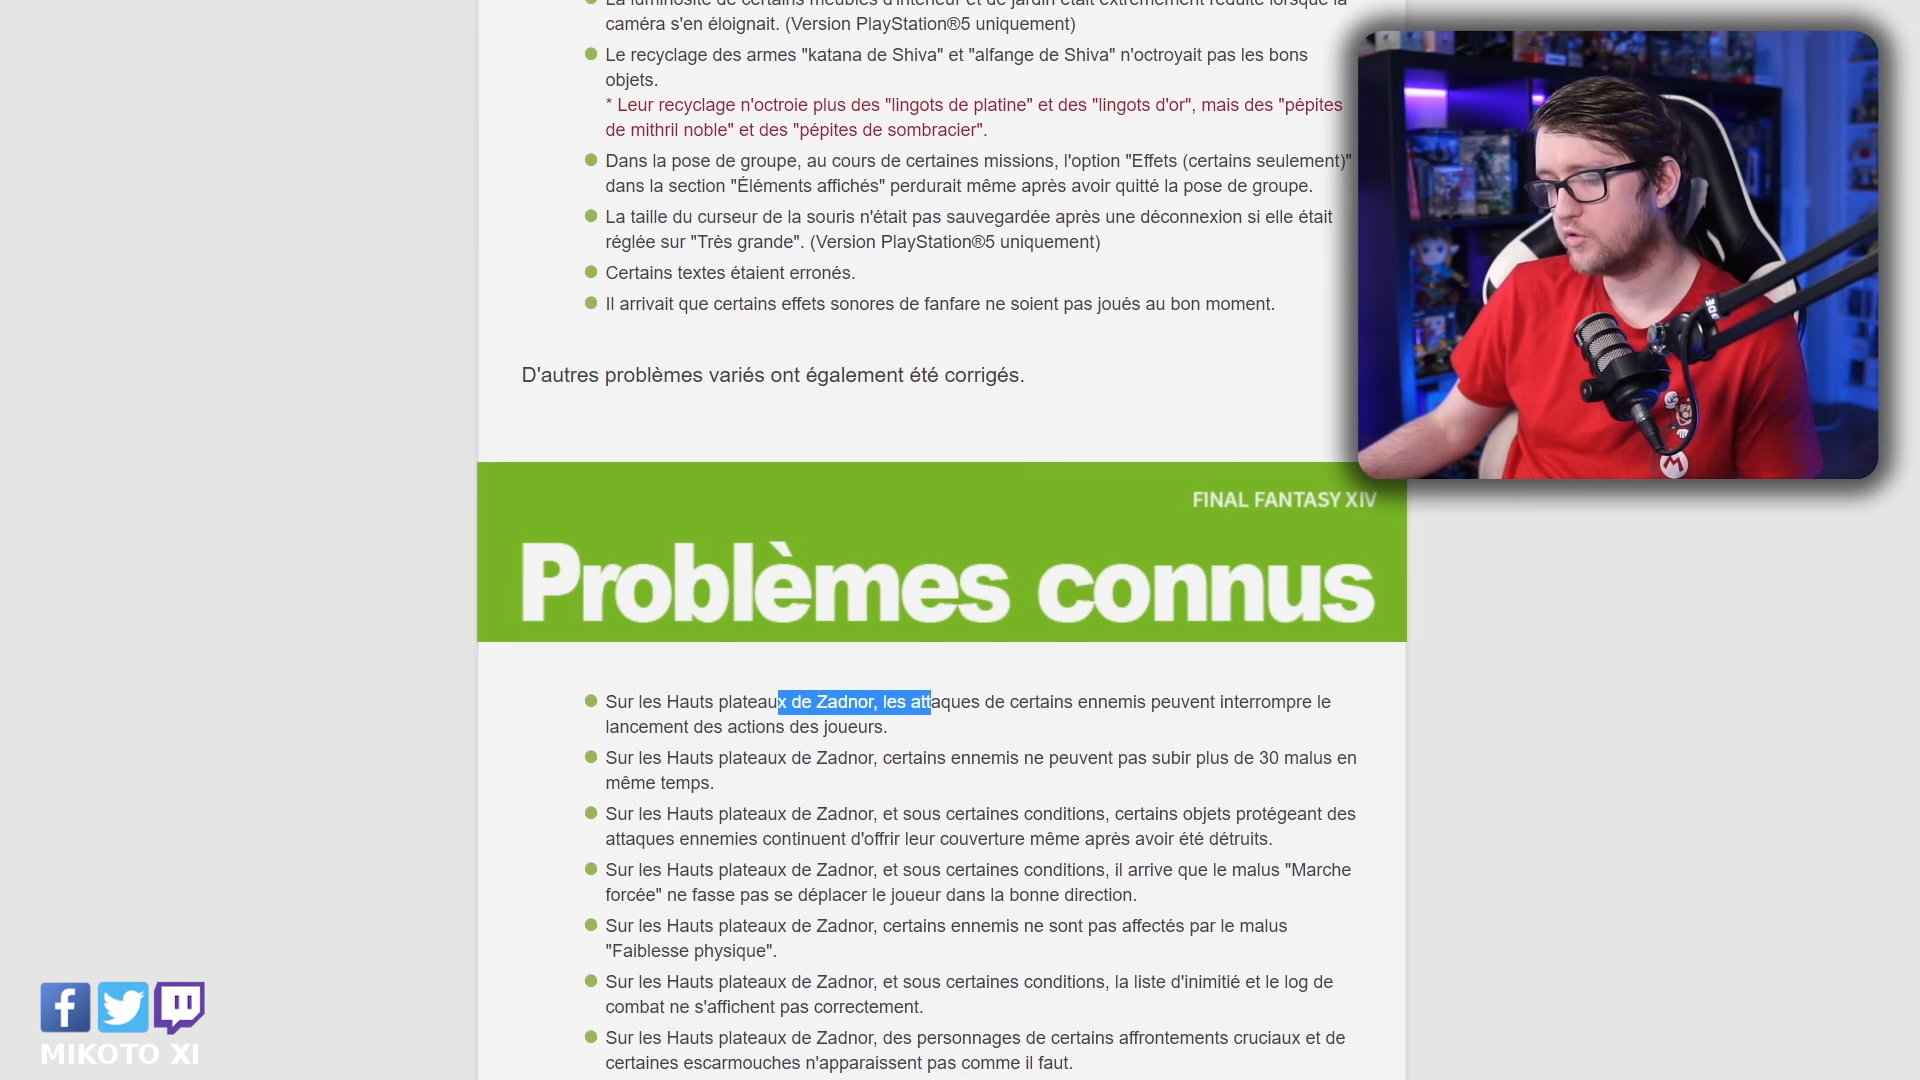 La luminosité de certains meubles d'intérieur et de jardin était extrêmement réduite lorsque la
caméra s'en éloignait. (Version PlayStation®5 uniquement)
Le recyclage des armes "katana de Shiva" et "alfange de Shiva" n'octroyait pas les bons
objets.
* Leur recyclage n'octroie plus des "lingots de platine" et des "lingots d'or", mais des "pépites
de mithril noble" et des "pépites de sombracier".
Dans la pose de groupe, au cours de certaines missions, l'option "Effets (certains seulement)"
dans la section "Éléments affichés" perdurait même après avoir quitté la pose de groupe.
La taille du curseur de la souris n'était pas sauvegardée après une déconnexion si elle était
réglée sur "Très grande". (Version PlayStation®5 uniquement)
Certains textes étaient erronés.
Il arrivait que certains effets sonores de fanfare ne soient pas joués au bon moment.
D'autres problèmes variés ont également été corrigés.
FINAL FANTASY XIV
Problèmes connus
Sur les Hauts plateaux de Zadnor, les attaques de certains ennemis peuvent interrompre le
lancement des actions des joueurs.
Sur les Hauts plateaux de Zadnor, certains ennemis ne peuvent pas subir plus de 30 malus en
même temps.
Sur les Hauts plateaux de Zadnor, et sous certaines conditions, certains objets protégeant des
attaques ennemies continuent d'offrir leur couverture même après avoir été détruits.
Sur les Hauts plateaux de Zadnor, et sous certaines conditions, il arrive que le malus "Marche
forcée" ne fasse pas se déplacer le joueur dans la bonne direction.
Sur les Hauts plateaux de Zadnor, certains ennemis ne sont pas affectés par le malus
"Faiblesse physique".
Sur les Hauts plateaux de Zadnor, et sous certaines conditions, la liste d'inimitié et le log de
combat ne s'affichent pas correctement.
Sur les Hauts plateaux de Zadnor, des personnages de certains affrontements cruciaux et de
certaines escarmouches n'apparaissent pas comme il faut.
MIKOTO XI